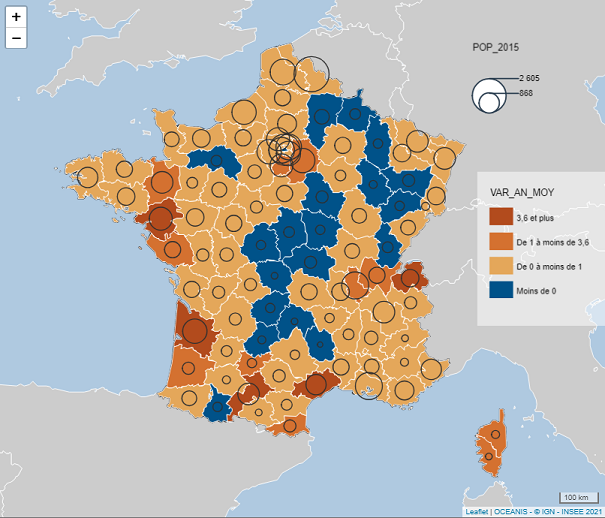 +
−
POP_2015
2 605
868
VAR_AN_MOY
3,6 et plus
De 1 à moins de 3,6
De 0 à moins de 1
Moins de 0
100 km
Leaflet | OCEANIS - © IGN - INSEE 2021